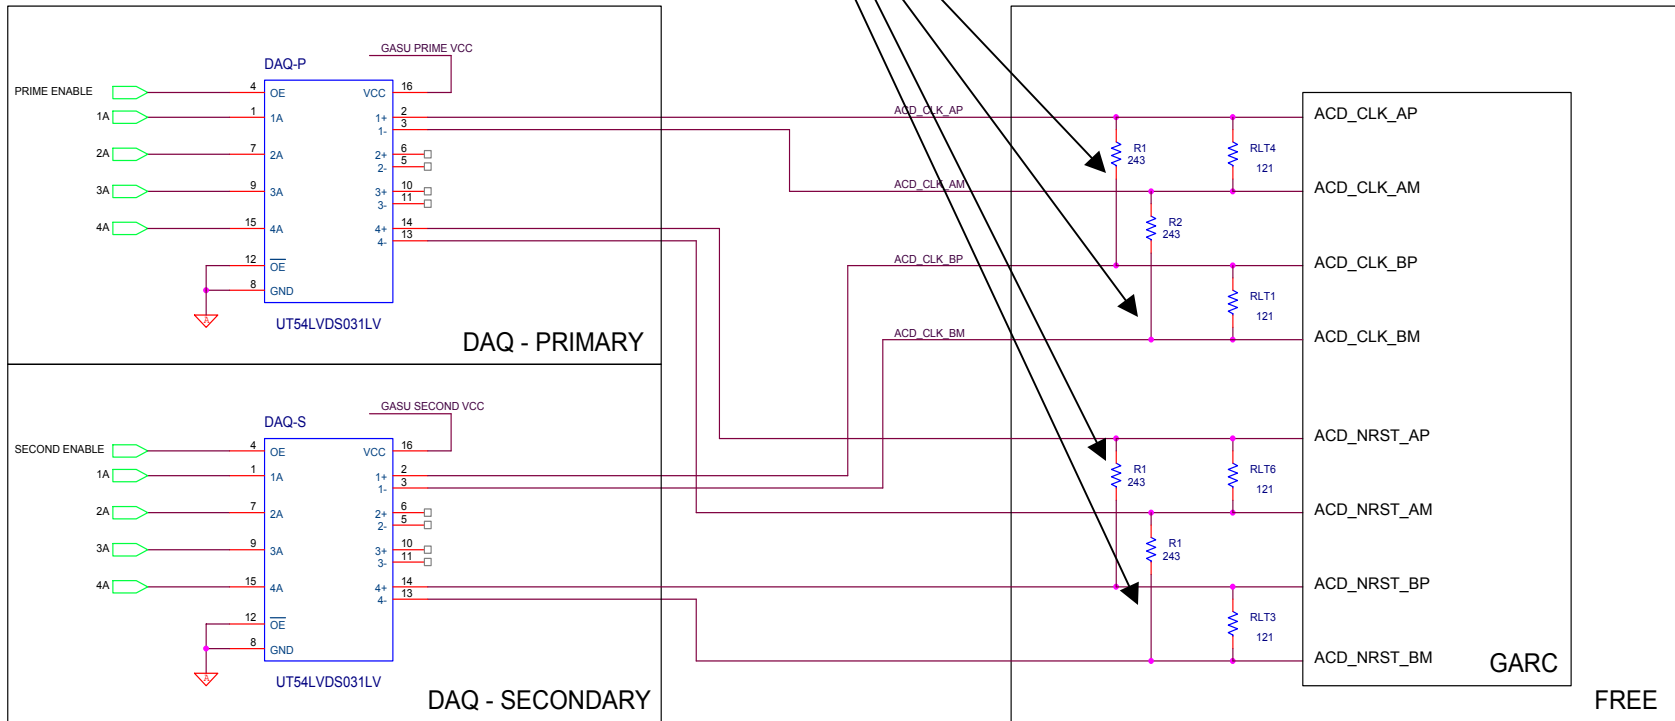 GASU PRIME VCC
DAQ-P
PRIME ENABLE
4 OE VCC 16
1A 1 1A 1+ 2
1- 3
2A 7 2A 2+ 6
2- 5
3A 9 3A 3+ 10
3- 11
4A 15 4A 4+ 14
4- 13
12 OE
8 GND
A
UT54LVDS031LV
DAQ - PRIMARY
GASU SECOND VCC
DAQ-S
SECOND ENABLE
4 OE VCC 16
1A 1 1A 1+ 2
1- 3
2A 7 2A 2+ 6
2- 5
3A 9 3A 3+ 10
3- 11
4A 15 4A 4+ 14
4- 13
12 OE
8 GND
A
UT54LVDS031LV
DAQ - SECONDARY
ACD_CLK_AP
ACD_CLK_AM
ACD_CLK_BP
ACD_CLK_BM
R1
243
RLT4
121
R2
243
RLT1
121
R1
243
RLT6
121
R1
243
RLT3
121
ACD_CLK_AP
ACD_CLK_AM
ACD_CLK_BP
ACD_CLK_BM
ACD_NRST_AP
ACD_NRST_AM
ACD_NRST_BP
ACD_NRST_BM
GARC
FREE